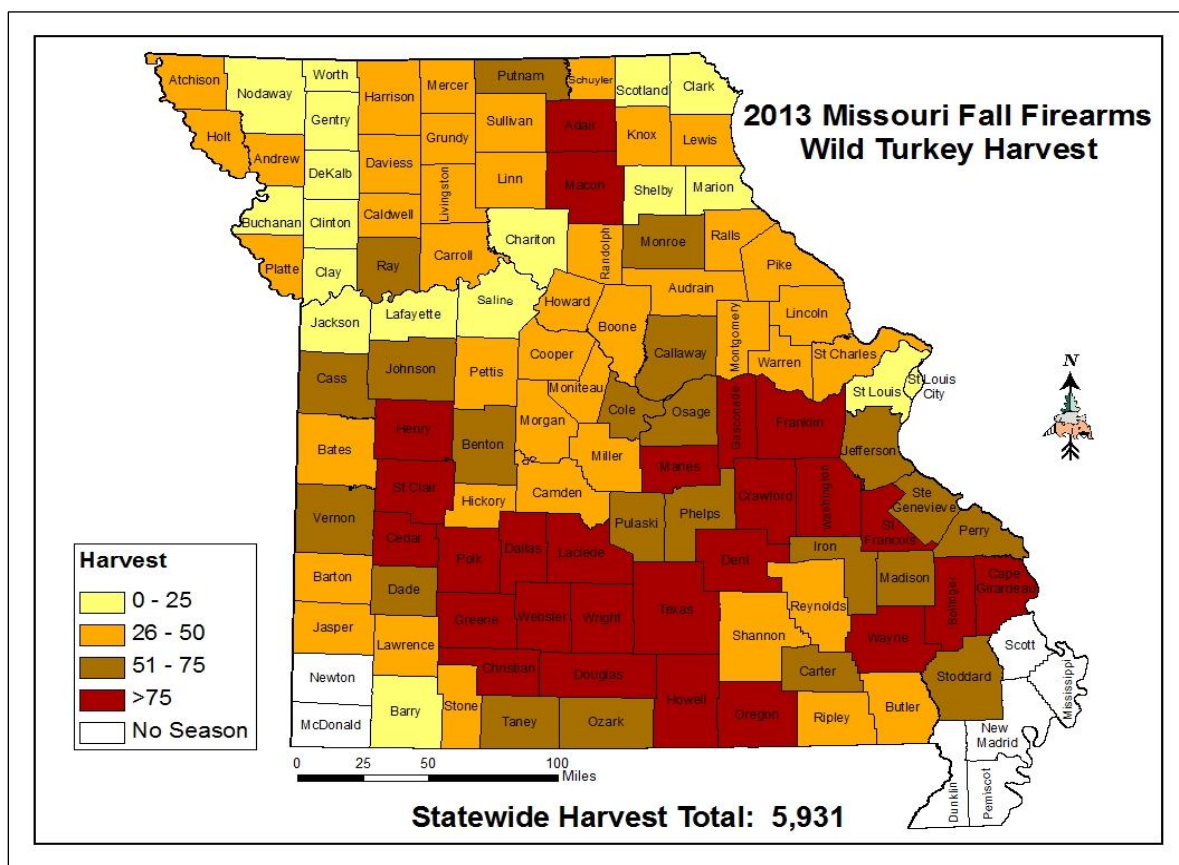 2013 Missouri Fall Firearms
Wild Turkey Harvest
Atchison
Nodaway
Worth
Harrison
Mercer
Putnam
Schuyler
Scotland
Clark
Gentry
Sullivan
Adair
Knox
Lewis
Holt
Andrew
DeKalb
Daviess
Grundy
Linn
Macon
Shelby
Marion
Buchanan
Clinton
Caldwell
Livingston
Chariton
Randolph
Monroe
Ralls
Platte
Clay
Ray
Carroll
Pike
Audrain
Saline
Howard
Jackson
Lafayette
Boone
Lincoln
Montgomery
Cooper
Callaway
Warren
St Charles
Cass
Johnson
Pettis
Moniteau
St Louis
St Louis
City
N
Cole
Osage
Gasconade
Franklin
Henry
Benton
Morgan
Jefferson
Bates
Miller
Maries
St Clair
Hickory
Camden
Crawford
Washington
Ste
Genevieve
Vernon
Pulaski
Phelps
St
Francois
Perry
Cedar
Polk
Dallas
Laclede
Dent
Iron
Madison
Barton
Dade
Texas
Reynolds
Bollinger
Cape
Girardeau
Greene
Webster
Wright
Jasper
Lawrence
Shannon
Wayne
Scott
Christian
Douglas
Newton
Carter
Stoddard
Mississippi
McDonald
Barry
Stone
Taney
Ozark
Howell
Oregon
Ripley
Butler
New
Madrid
Dunklin
Pemiscot
Harvest
0 - 25
26 - 50
51 - 75
>75
No Season
0 25 50 100
Miles
Statewide Harvest Total: 5,931